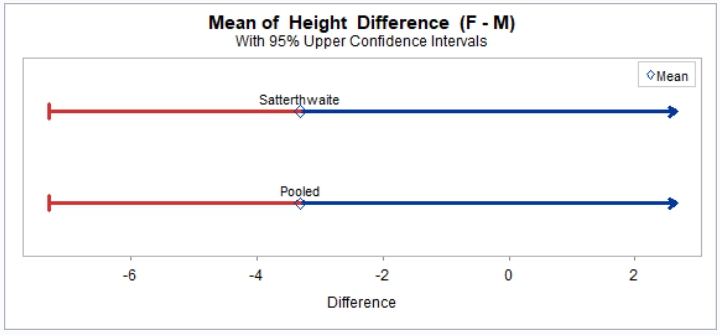 Mean of Height Difference (F - M)
With 95% Upper Confidence Intervals
Mean
Satterthwaite
Pooled
-6 -4 -2 0 2
Difference